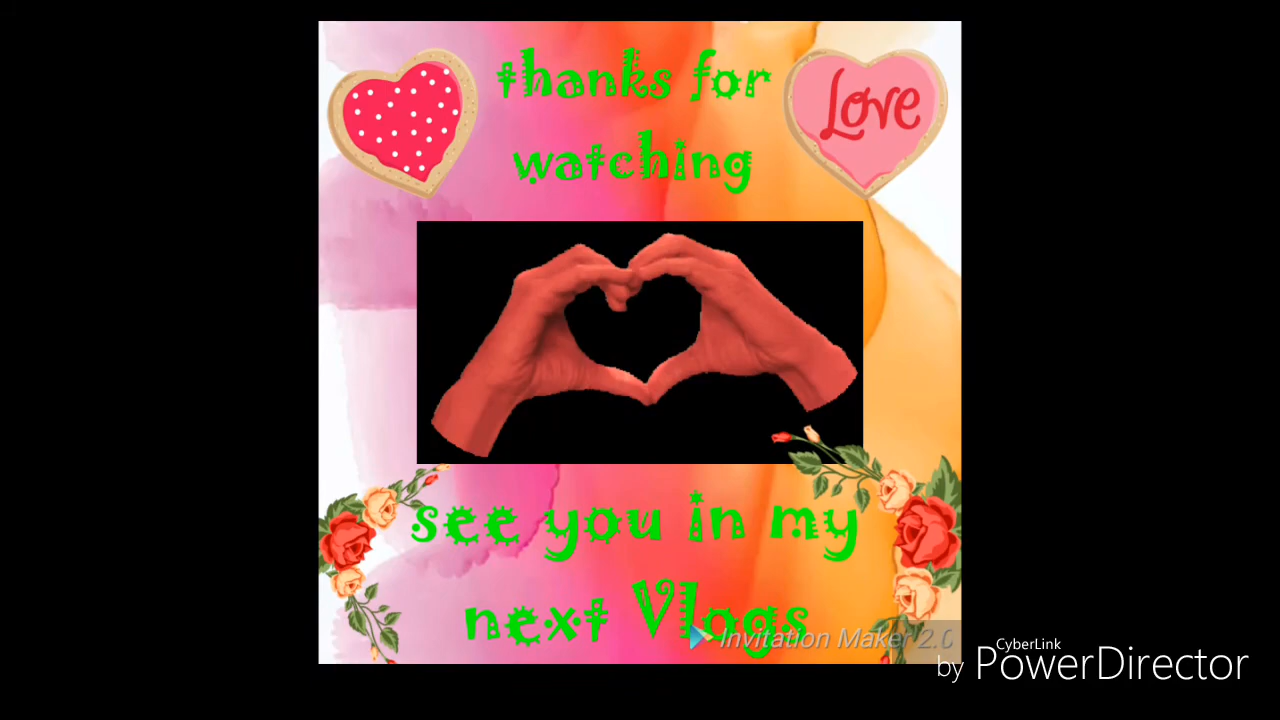 thanks for
watching
Love
see you in my
next Vlogs
Invitation Maker 2.0
CyberLink
by PowerDirector